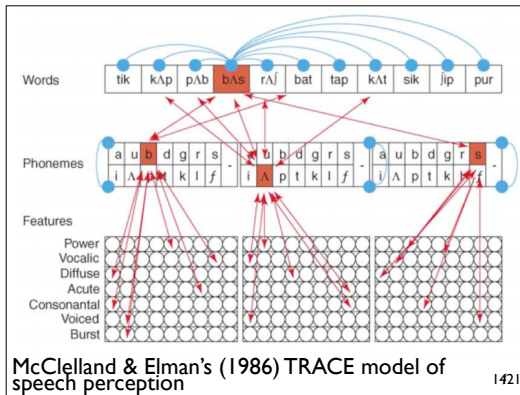 Words
tik kʌp pʌb bʌs rʌʃ bat tap kʌt sik ʃip pur
Phonemes
a u b d g r s - u b d g r s - a u b d g r s
i ʌ t k l ƒ i ʌ p t k l ƒ i ʌ p t k ƒ
Features
Power
Vocalic
Diffuse
Acute
Consonantal
Voiced
Burst
McClelland & Elman's (1986) TRACE model of
speech perception